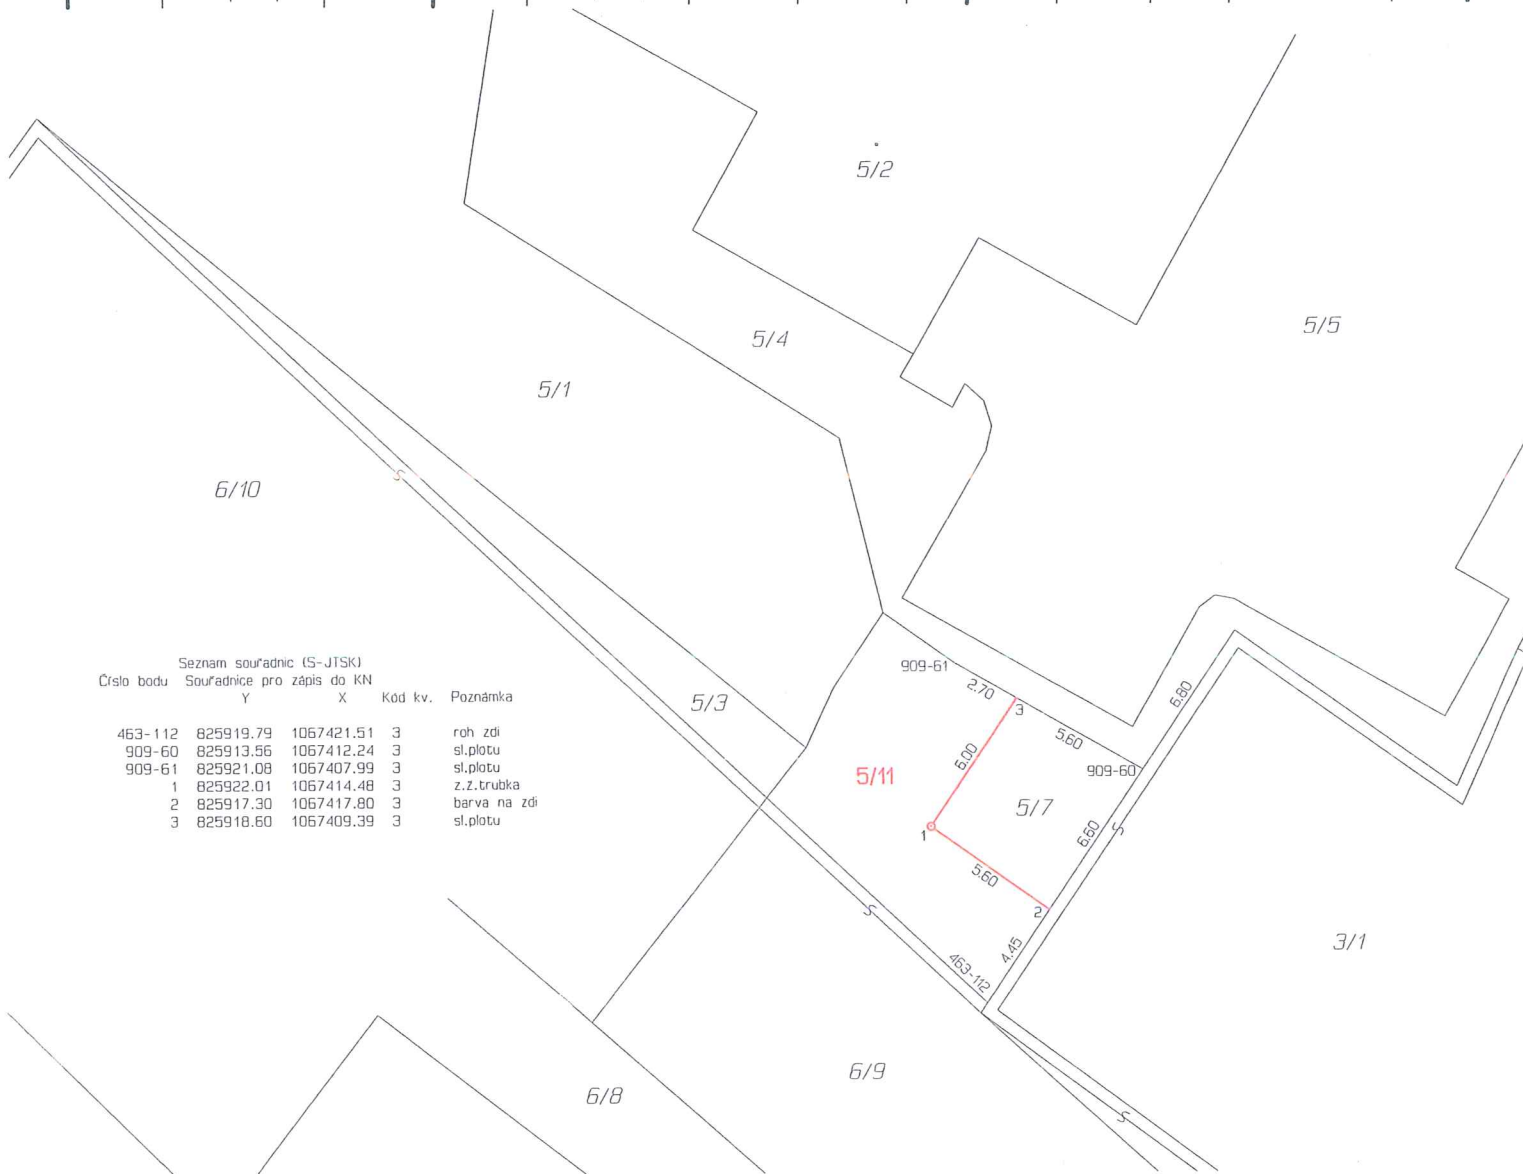 5/2
5/5
5/4
5/1
6/10
S
909-61
2.70
3
6.80
Seznam souřadnic (S-JTSK)
Číslo bodu Souřadnice pro zápis do KN
Y X Kód kv. Poznámka
463-112 825919.79 1067421.51 3 roh zdi
909-60 825913.56 1067412.24 3 sl.plotu
909-61 825921.08 1067407.99 3 sl.plotu
1 825922.01 1067414.48 3 z.z.trubka
2 825917.30 1067417.80 3 barva na zdi
3 825918.60 1067409.39 3 sl.plotu
5/3
5.60
6.00
909-60
5/11
5/7
1
6.60
S
5.60
2
S
4.45
463-112
3/1
6/9
6/8
S